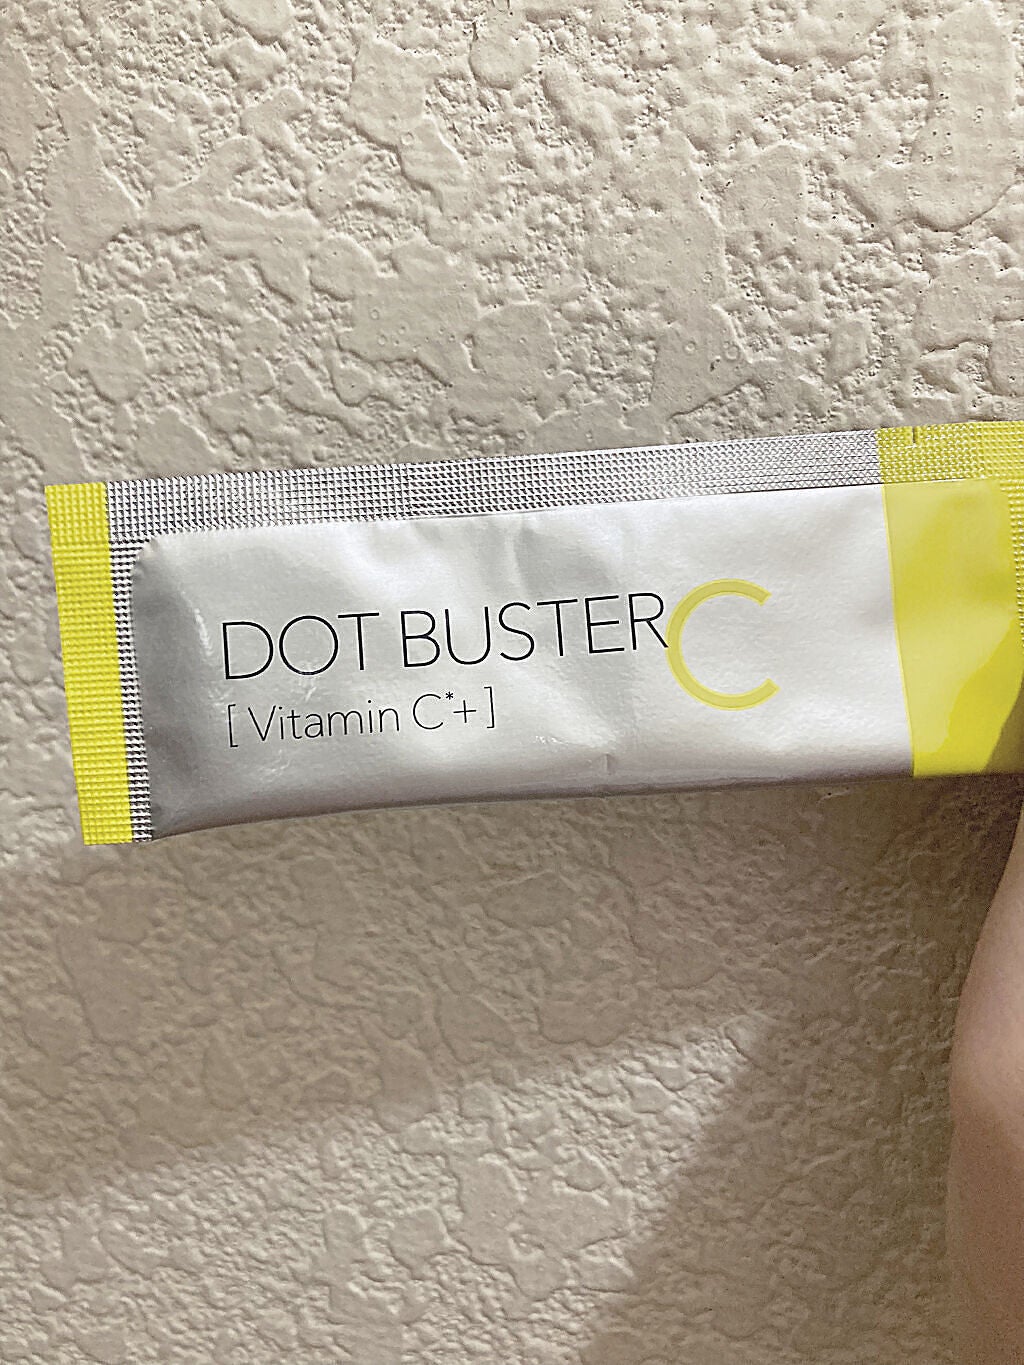 DOT BUSTER C
[ Vitamin C*+]